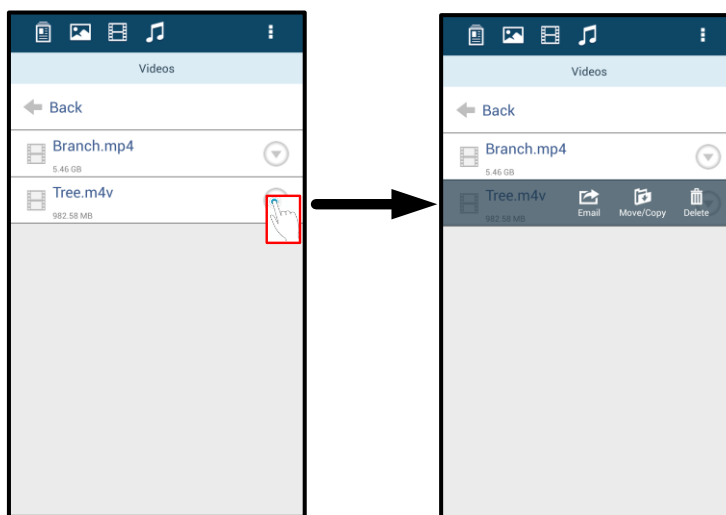 Videos
Back
Branch.mp4
5.46 GB
Tree.m4v
982.58 MB
Videos
Back
Branch.mp4
5.46 GB
Tree.m4v
982.58 MB
Email
Move/Copy
Delete